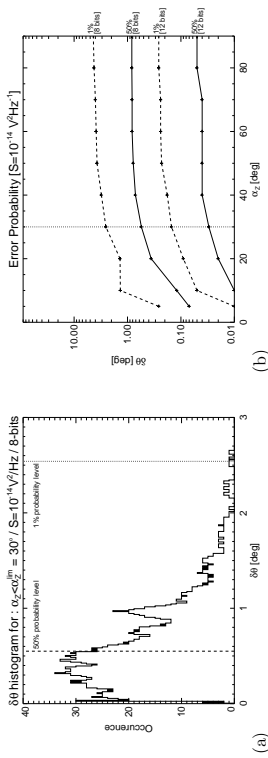 δθ histogram for : α_Z<α_Z^lim = 30° / S=10⁻¹⁴V²/Hz / 8-bits
50% probability level
1% probability level
Occurence
40
30
20
10
0
0
1
2
3
δθ [deg]
(a)
Error Probability [S=10⁻¹⁴ V²Hz⁻¹]
1%
[8 bits]
50%
[8 bits]
1%
[12 bits]
50%
[12 bits]
δθ [deg]
10.00
1.00
0.10
0.01
0
20
40
60
80
α_Z [deg]
(b)